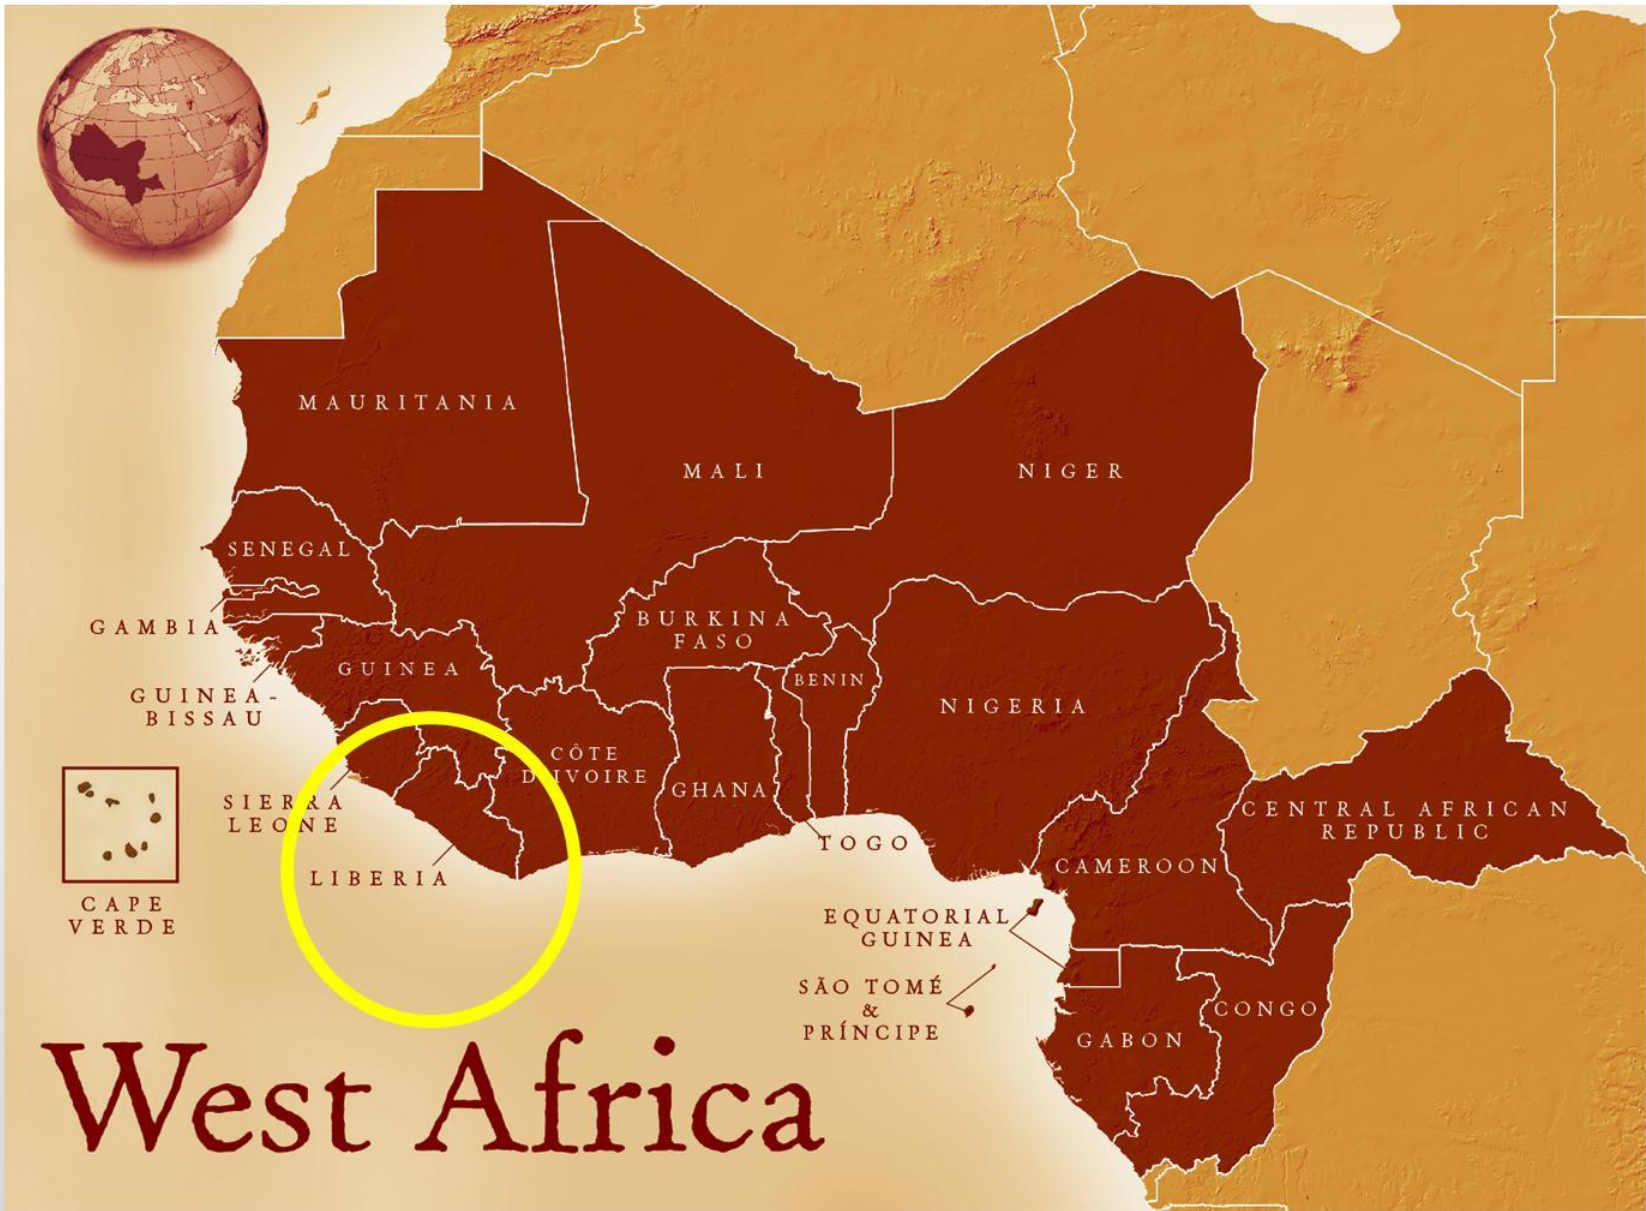 MAURITANIA
MALI
NIGER
SENEGAL
GAMBIA
BURKINA
FASO
GUINEA
BENIN
GUINEA-
BISSAU
NIGERIA
CÔTE
D'IVOIRE
GHANA
SIERRA
LEONE
CENTRAL AFRICAN
REPUBLIC
TOGO
CAMEROON
LIBERIA
CAPE
VERDE
EQUATORIAL
GUINEA
SÃO TOMÉ
&
PRÍNCIPE
CONGO
GABON
West Africa